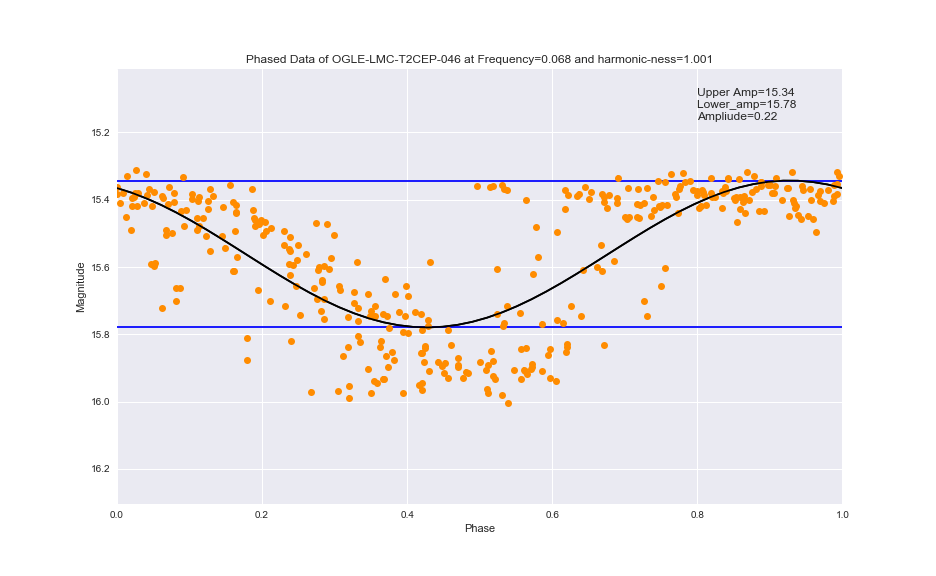 Phased Data of OGLE-LMC-T2CEP-046 at Frequency=0.068 and harmonic-ness=1.001
Upper Amp=15.34
Lower_amp=15.78
Ampliude=0.22
15.2
15.4
15.6
15.8
16.0
16.2
Magnitude
0.0 0.2 0.4 0.6 0.8 1.0
Phase